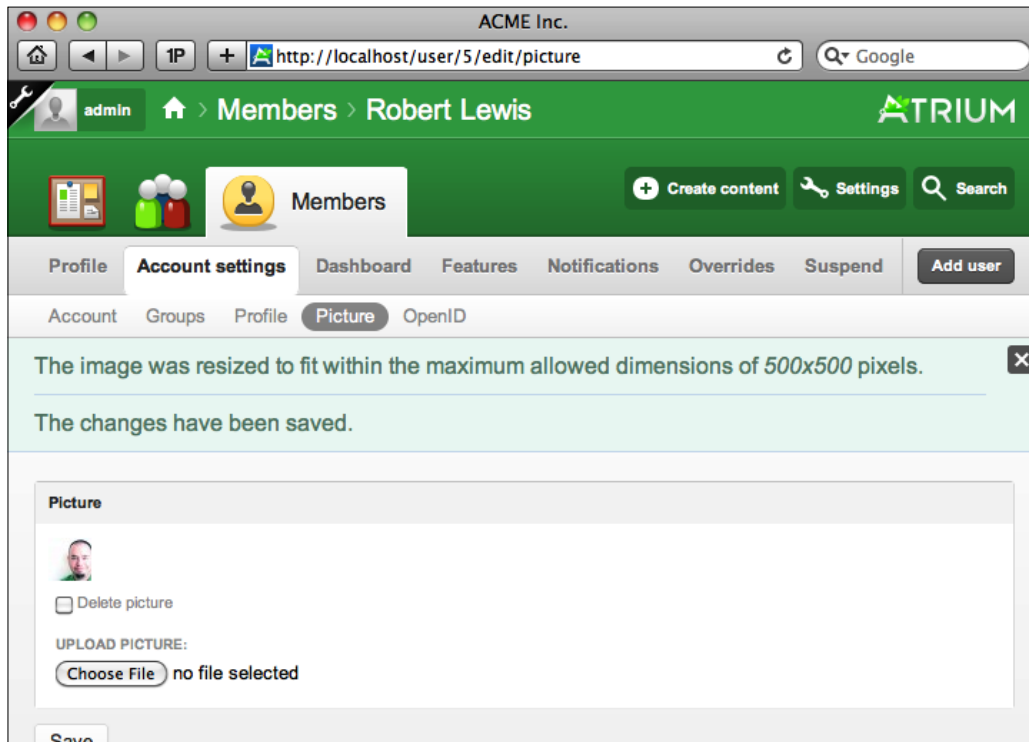 ACME Inc.
1P + http://localhost/user/5/edit/picture Google
admin > Members > Robert Lewis ATRIUM
Members Create content Settings Search
Profile Account settings Dashboard Features Notifications Overrides Suspend Add user
Account Groups Profile Picture OpenID
The image was resized to fit within the maximum allowed dimensions of 500x500 pixels.
The changes have been saved.
Picture
Delete picture
UPLOAD PICTURE:
Choose File no file selected
Save